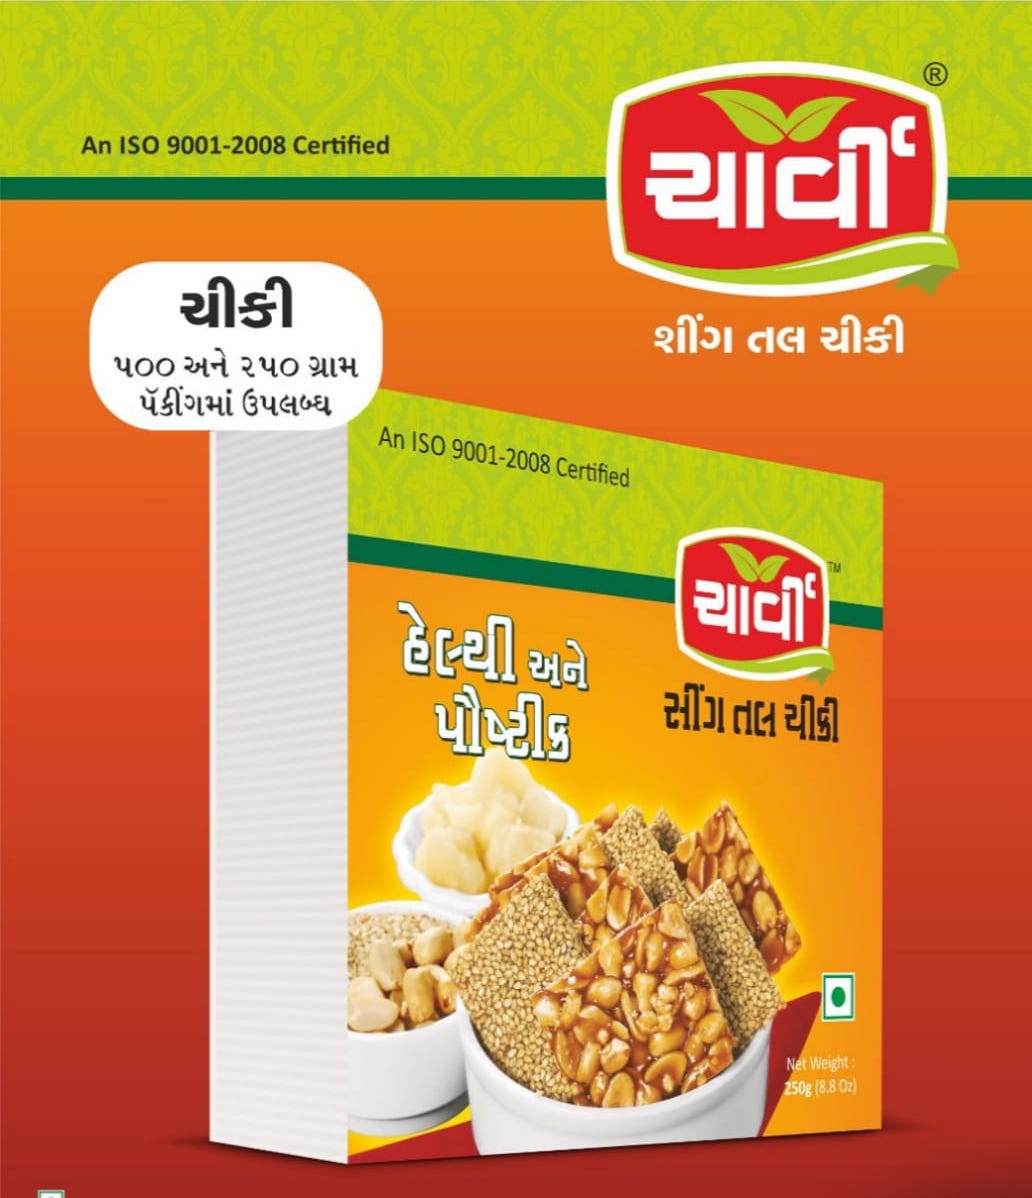 An ISO 9001-2008 Certified
®
ચાર્વી
શીંગ તલ ચીકી
ચીકી
૫૦૦ અને ૨૫૦ ગ્રામ
પૅકીંગમાં ઉપલબ્ધ
An ISO 9001-2008 Certified
ચાર્વી TM
હેલ્થી અને
પૌષ્ટીક
સીંગ તલ ચીકી
Net Weight :
250g (8.8 Oz)